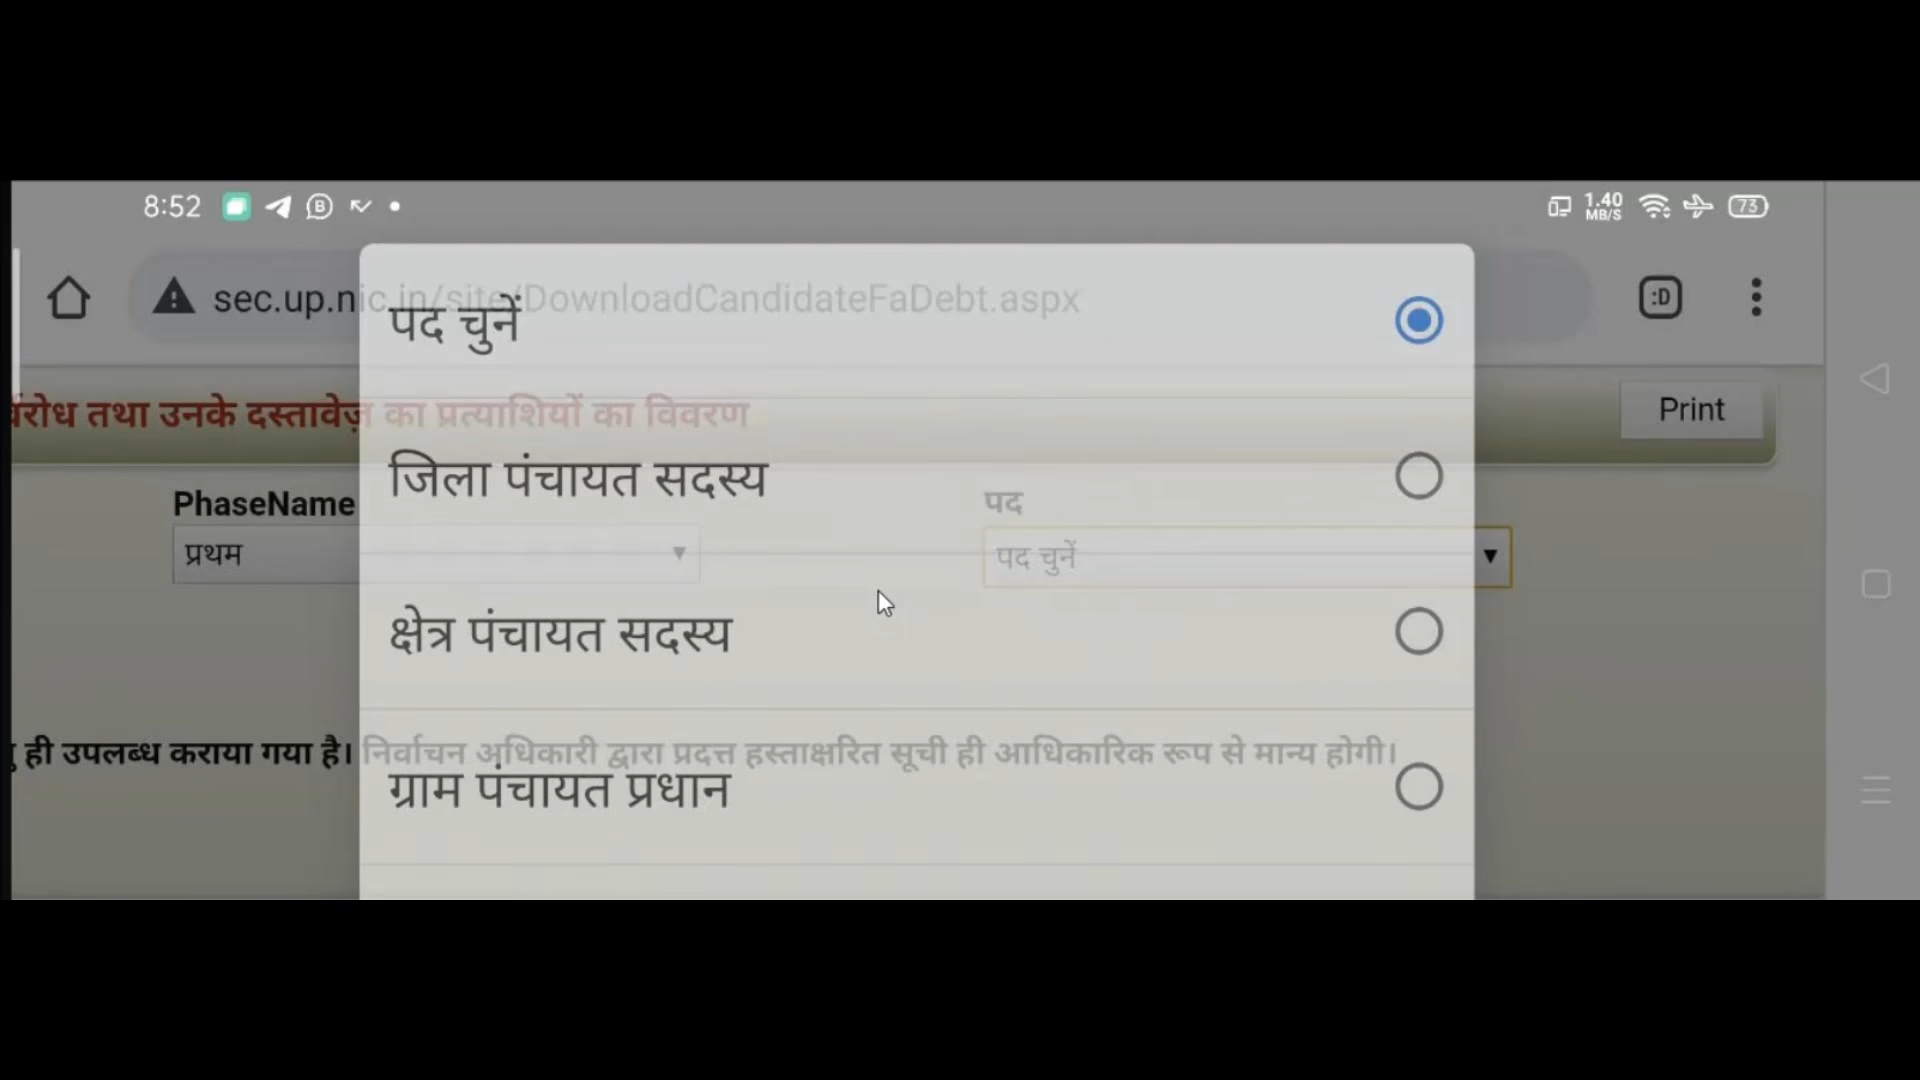 8:52
1.40
MB/S
73
sec.up.nic.in/site/DownloadCandidateFaDebt.aspx
:D
पद चुनें
तथा उनके दस्तावेज़ का प्रत्याशियों का विवरण
Print
जिला पंचायत सदस्य
PhaseName
पद
प्रथम
पद चुनें
क्षेत्र पंचायत सदस्य
ही उपलब्ध कराया गया है। निर्वाचन अधिकारी द्वारा प्रदत्त हस्ताक्षरित सूची ही आधिकारिक रूप से मान्य होगी।
ग्राम पंचायत प्रधान